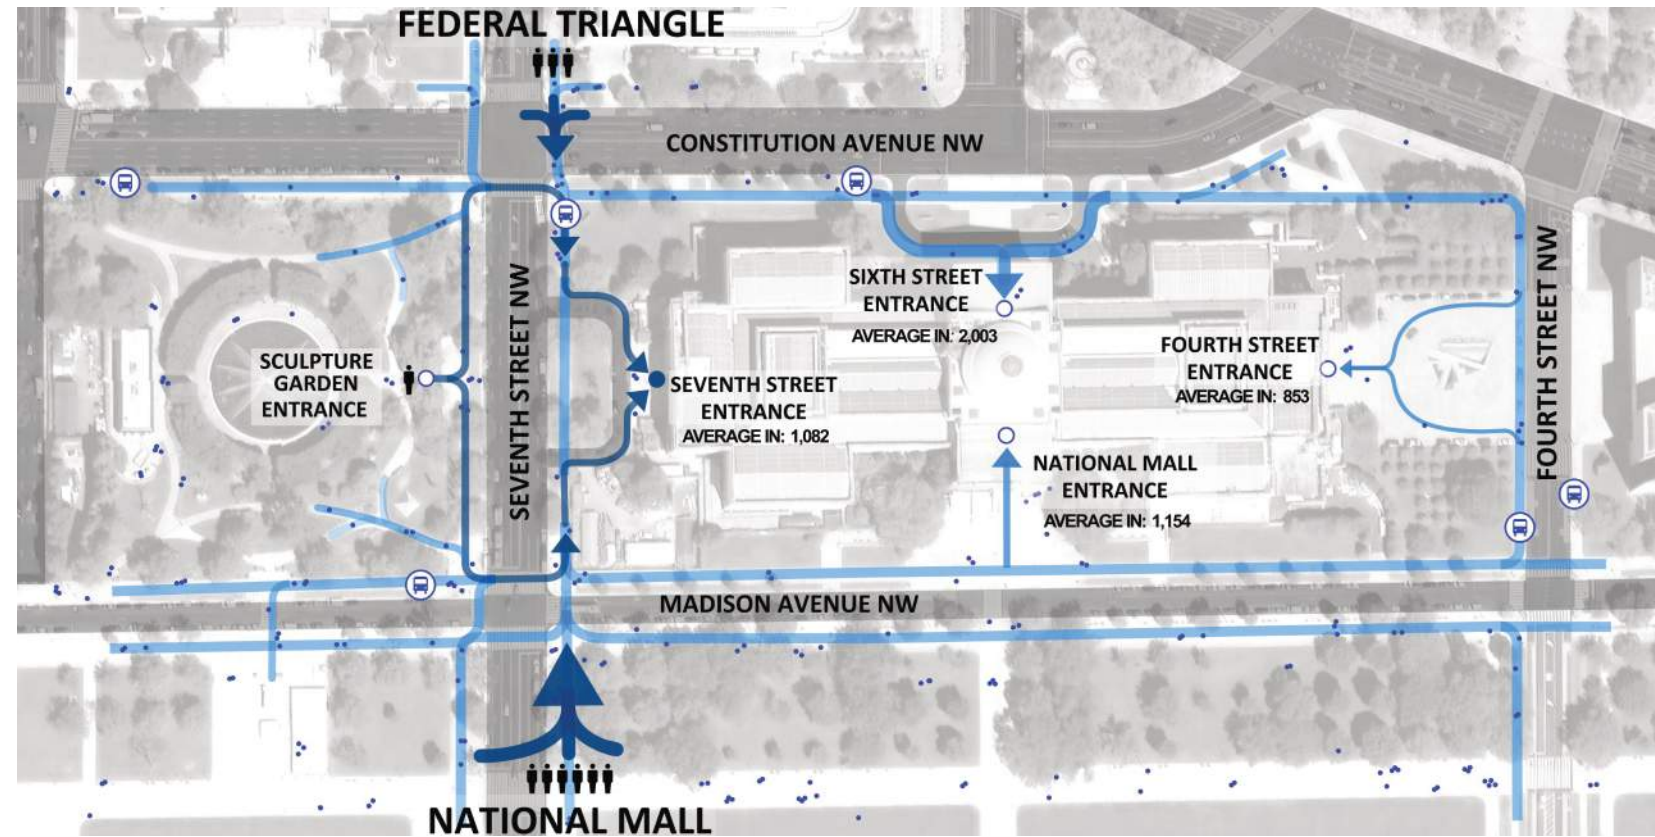 FEDERAL TRIANGLE
CONSTITUTION AVENUE NW
SIXTH STREET
ENTRANCE
AVERAGE IN: 2,003
SCULPTURE
GARDEN
ENTRANCE
SEVENTH STREET NW
SEVENTH STREET
ENTRANCE
AVERAGE IN: 1,082
FOURTH STREET
ENTRANCE
AVERAGE IN: 853
FOURTH STREET NW
NATIONAL MALL
ENTRANCE
AVERAGE IN: 1,154
MADISON AVENUE NW
NATIONAL MALL